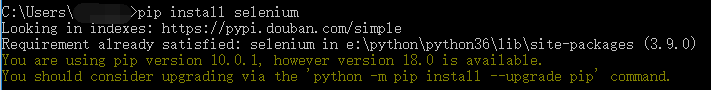 C:\Users\>pip install selenium
Looking in indexes: https://pypi.douban.com/simple
Requirement already satisfied: selenium in e:\python\python36\lib\site-packages (3.9.0)
You are using pip version 10.0.1, however version 18.0 is available.
You should consider upgrading via the 'python -m pip install --upgrade pip' command.